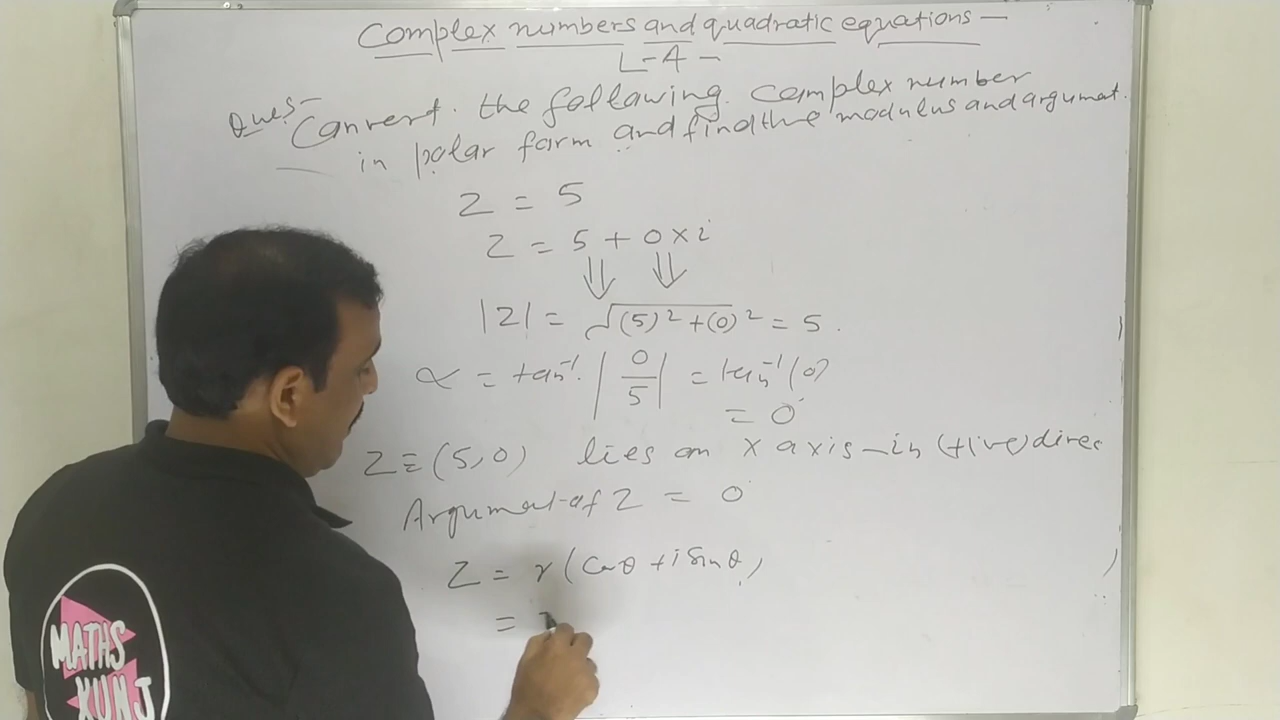 Complex numbers and quadratic equations —
L-4 -
Ques- Convert. the following. complex number
in polar form and find the modulus and argument.
Z = 5
Z = 5 + 0×i
⇓ ⇓
|Z| = √(5)² + (0)² = 5.
α = tan⁻¹. |0/5| = tan⁻¹(0)
= 0
Z ≡ (5,0) lies on X axis in (+ive) direc
Argument of Z = 0
Z = r(Cosθ + i Sinθ)
=
MATHS
KUNJ